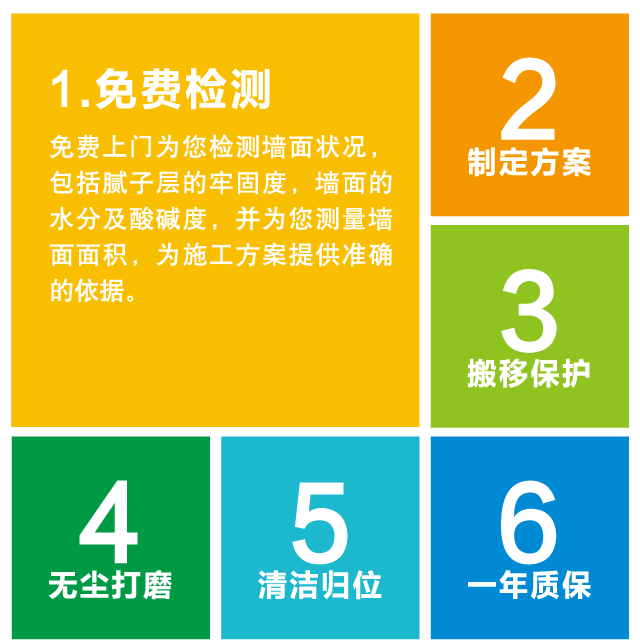 1.免费检测
免费上门为您检测墙面状况，
包括腻子层的牢固度，墙面的
水分及酸碱度，并为您测量墙
面面积，为施工方案提供准确
的依据。
2
制定方案
3
搬移保护
4
无尘打磨
5
清洁归位
6
一年质保